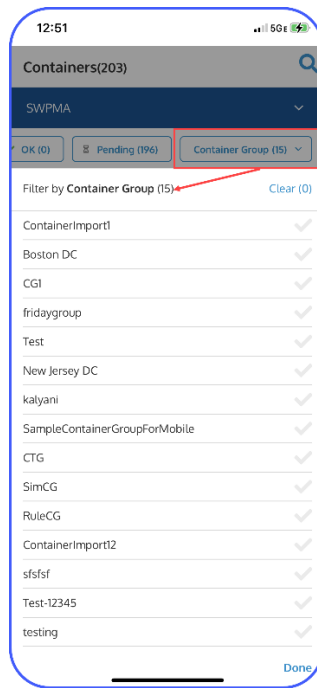 12:51 5GE
Containers(203)
SWPMA
OK (0) Pending (196) Container Group (15)
Filter by Container Group (15) Clear (0)
ContainerImport1
Boston DC
CG1
fridaygroup
Test
New Jersey DC
kalyani
SampleContainerGroupForMobile
CTG
SimCG
RuleCG
ContainerImport12
sfsfsf
Test-12345
testing
Done